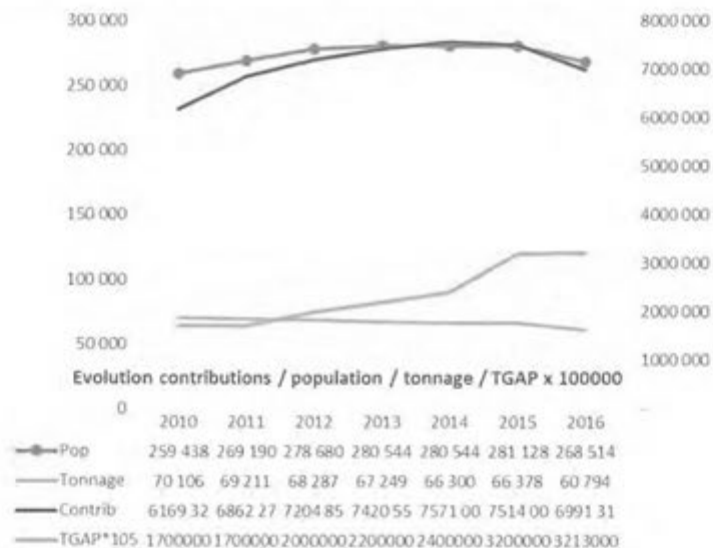 300 000 8000 000
250 000 7000 000
200 000 6000 000
150 000 5000 000
100 000 4000 000
50 000 3000 000
0 2000 000
1000 000
Evolution contributions / population / tonnage / TGAP x 100000
2010 2011 2012 2013 2014 2015 2016
Pop 259 438 269 190 278 680 280 544 280 544 281 128 268 514
Tonnage 70 106 69 211 68 287 67 249 66 300 66 378 60 794
Contrib 6169 32 6862 27 7204 85 7420 55 7571 00 7514 00 6991 31
TGAP*105 1700000 1700000 2000000 2200000 2400000 3200000 3213000